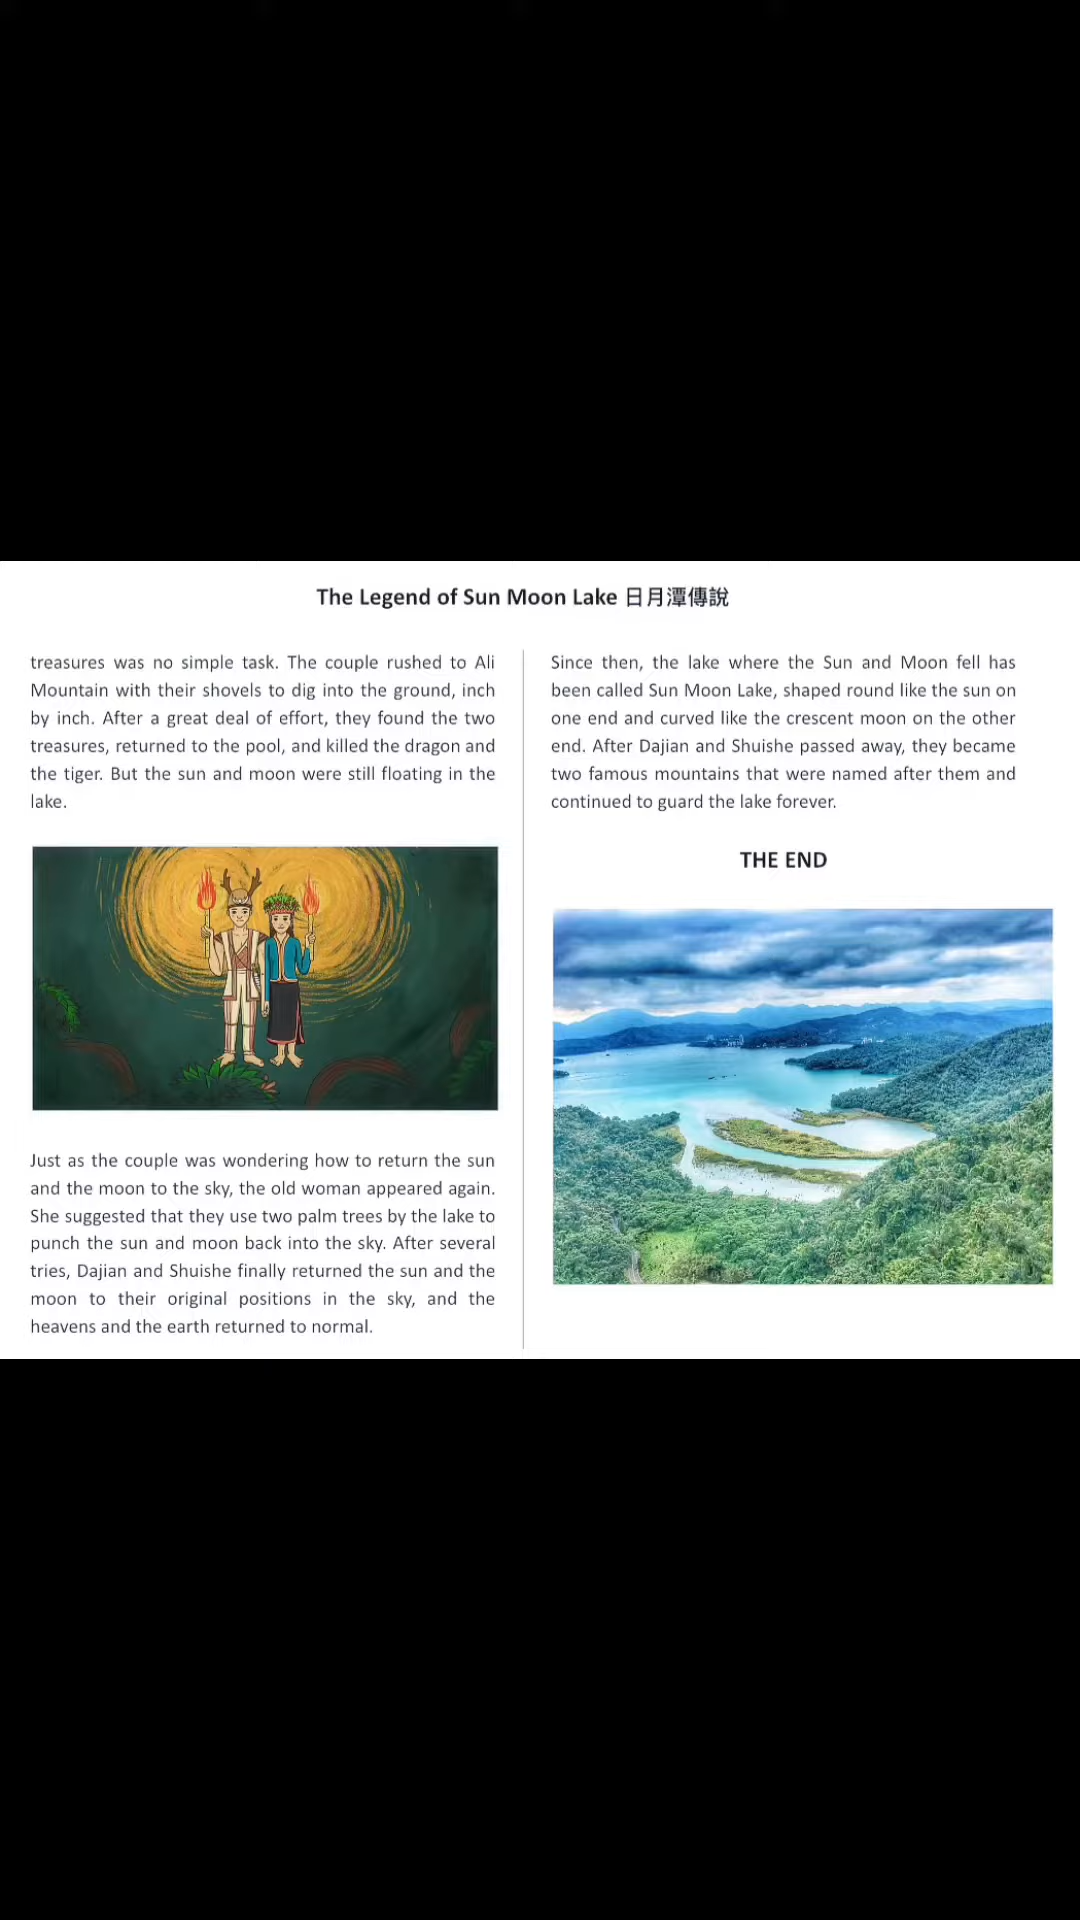 The Legend of Sun Moon Lake 日月潭傳說
treasures was no simple task. The couple rushed to Ali
Mountain with their shovels to dig into the ground, inch
by inch. After a great deal of effort, they found the two
treasures, returned to the pool, and killed the dragon and
the tiger. But the sun and moon were still floating in the
lake.
Just as the couple was wondering how to return the sun
and the moon to the sky, the old woman appeared again.
She suggested that they use two palm trees by the lake to
punch the sun and moon back into the sky. After several
tries, Dajian and Shuishe finally returned the sun and the
moon to their original positions in the sky, and the
heavens and the earth returned to normal.
Since then, the lake where the Sun and Moon fell has
been called Sun Moon Lake, shaped round like the sun on
one end and curved like the crescent moon on the other
end. After Dajian and Shuishe passed away, they became
two famous mountains that were named after them and
continued to guard the lake forever.
THE END